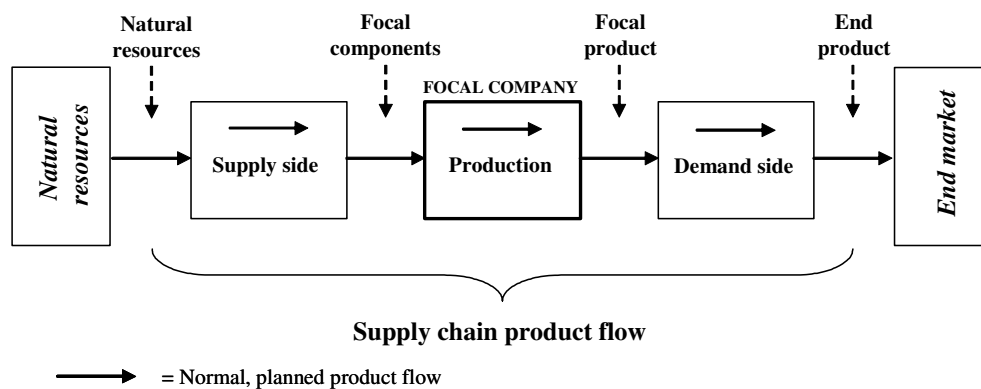 Natural
resources
Focal
components
Focal
product
End
product
FOCAL COMPANY
Natural
resources
Supply side
Production
Demand side
End market
Supply chain product flow
= Normal, planned product flow